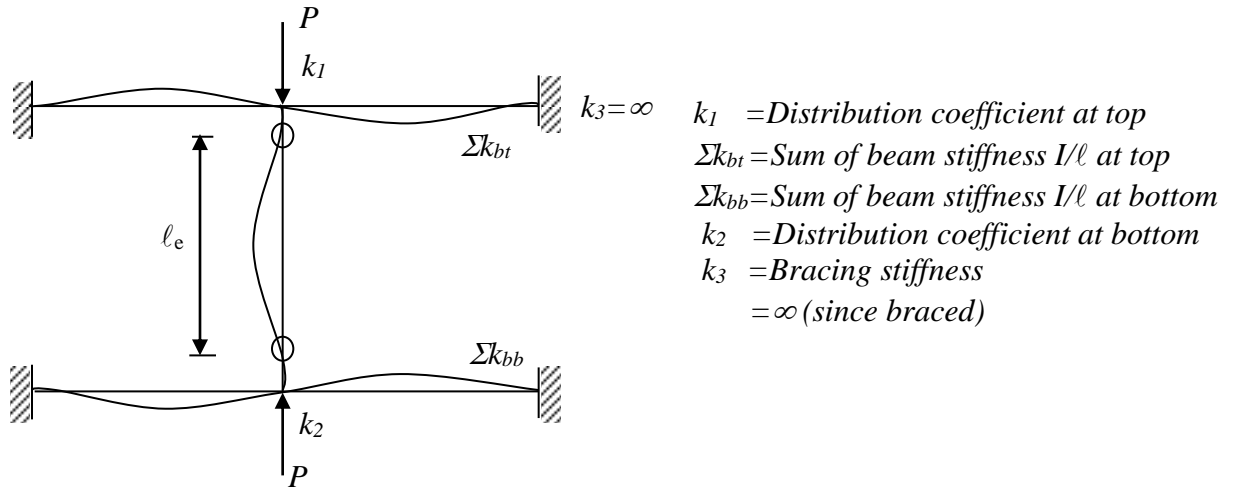 P
k1
k3=∞
Σkbt
ℓe
Σkbb
k2
P
k1 =Distribution coefficient at top
Σkbt=Sum of beam stiffness I/ℓ at top
Σkbb=Sum of beam stiffness I/ℓ at bottom
k2 =Distribution coefficient at bottom
k3 =Bracing stiffness
=∞ (since braced)